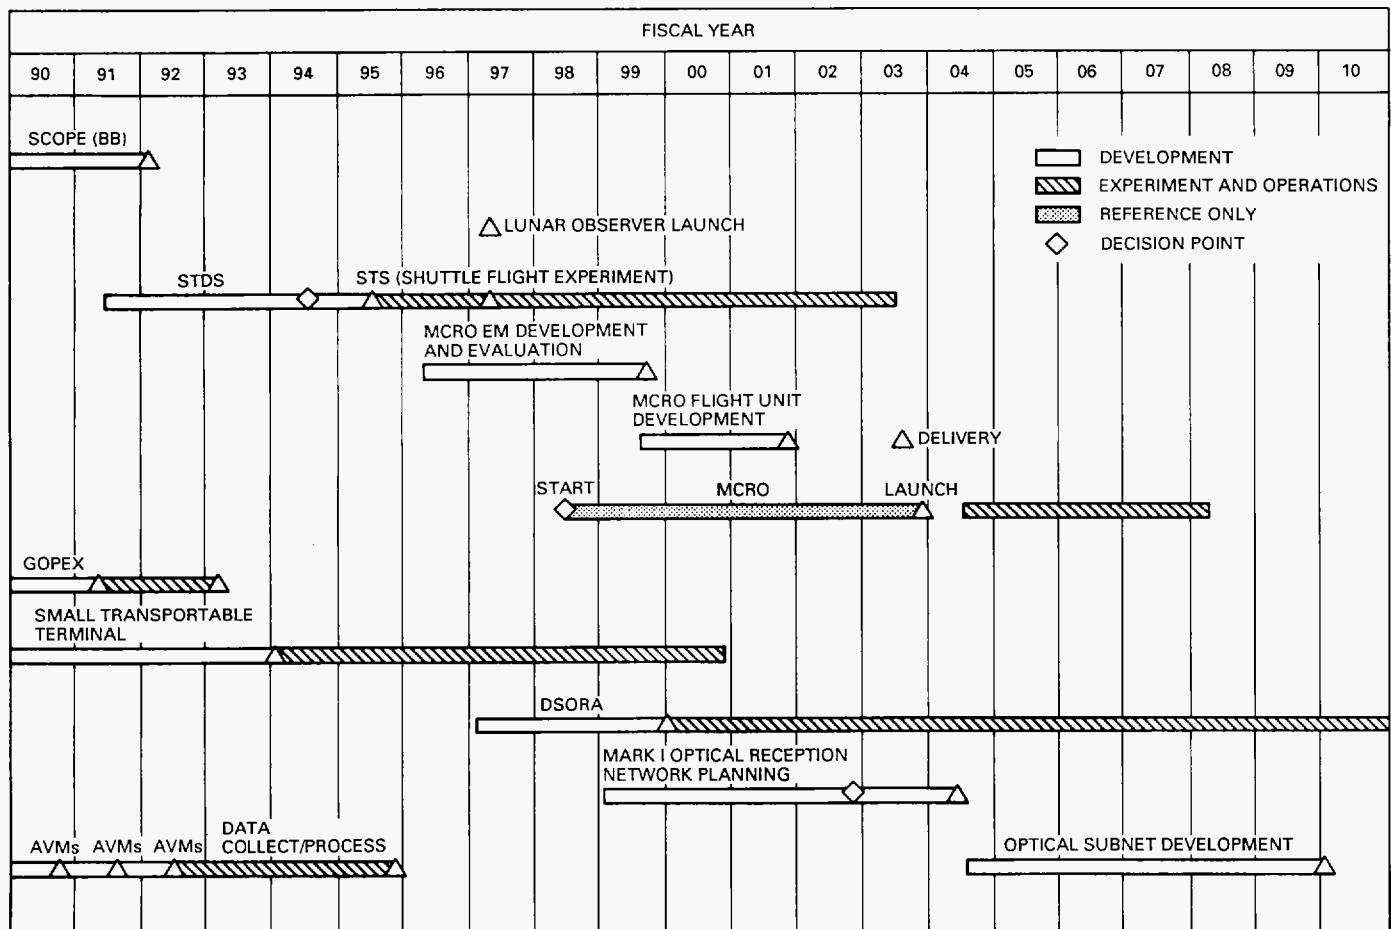 FISCAL YEAR
90 91 92 93 94 95 96 97 98 99 00 01 02 03 04 05 06 07 08 09 10
SCOPE (BB)
DEVELOPMENT
EXPERIMENT AND OPERATIONS
REFERENCE ONLY
DECISION POINT
LUNAR OBSERVER LAUNCH
STDS
STS (SHUTTLE FLIGHT EXPERIMENT)
MCRO EM DEVELOPMENT
AND EVALUATION
MCRO FLIGHT UNIT
DEVELOPMENT
DELIVERY
START
MCRO
LAUNCH
GOPEX
SMALL TRANSPORTABLE
TERMINAL
DSORA
MARK I OPTICAL RECEPTION
NETWORK PLANNING
AVMs AVMs AVMs
DATA
COLLECT/PROCESS
OPTICAL SUBNET DEVELOPMENT